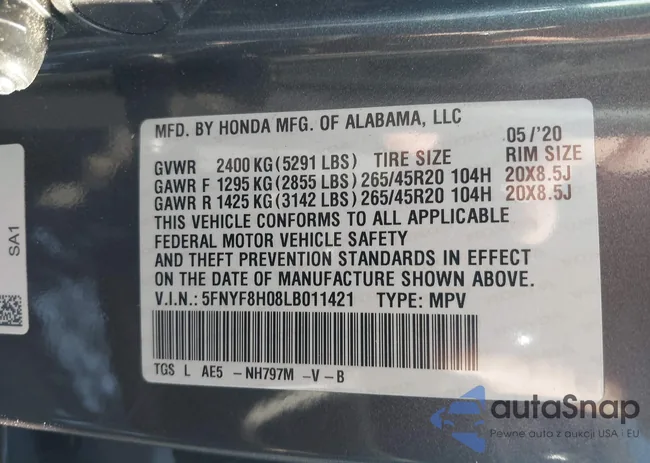 MFD. BY HONDA MFG. OF ALABAMA, LLC 05/'20
GVWR 2400 KG (5291 LBS) TIRE SIZE RIM SIZE
GAWR F 1295 KG (2855 LBS) 265/45R20 104H 20X8.5J
GAWR R 1425 KG (3142 LBS) 265/45R20 104H 20X8.5J
THIS VEHICLE CONFORMS TO ALL APPLICABLE
FEDERAL MOTOR VEHICLE SAFETY
AND THEFT PREVENTION STANDARDS IN EFFECT
ON THE DATE OF MANUFACTURE SHOWN ABOVE.
V.I.N.: 5FNYF8H08LB011421 TYPE: MPV
TGS L AE5 -NH797M -V-B
SA1
autaSnap
Pewne auta z aukcji USA i EU